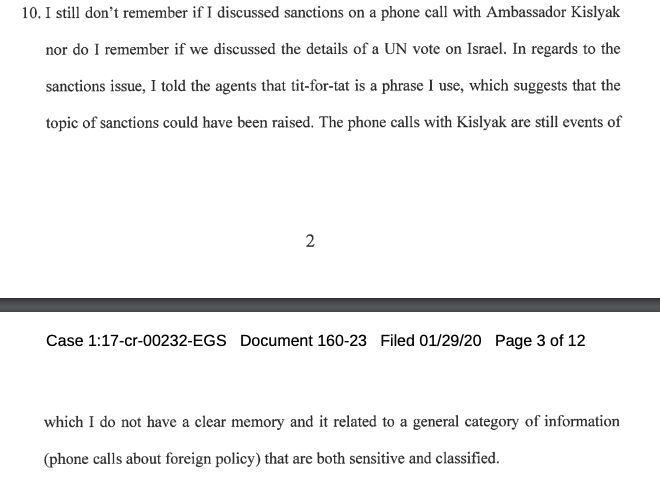 10. I still don't remember if I discussed sanctions on a phone call with Ambassador Kislyak
nor do I remember if we discussed the details of a UN vote on Israel. In regards to the
sanctions issue, I told the agents that tit-for-tat is a phrase I use, which suggests that the
topic of sanctions could have been raised. The phone calls with Kislyak are still events of
2
Case 1:17-cr-00232-EGS Document 160-23 Filed 01/29/20 Page 3 of 12
which I do not have a clear memory and it related to a general category of information
(phone calls about foreign policy) that are both sensitive and classified.